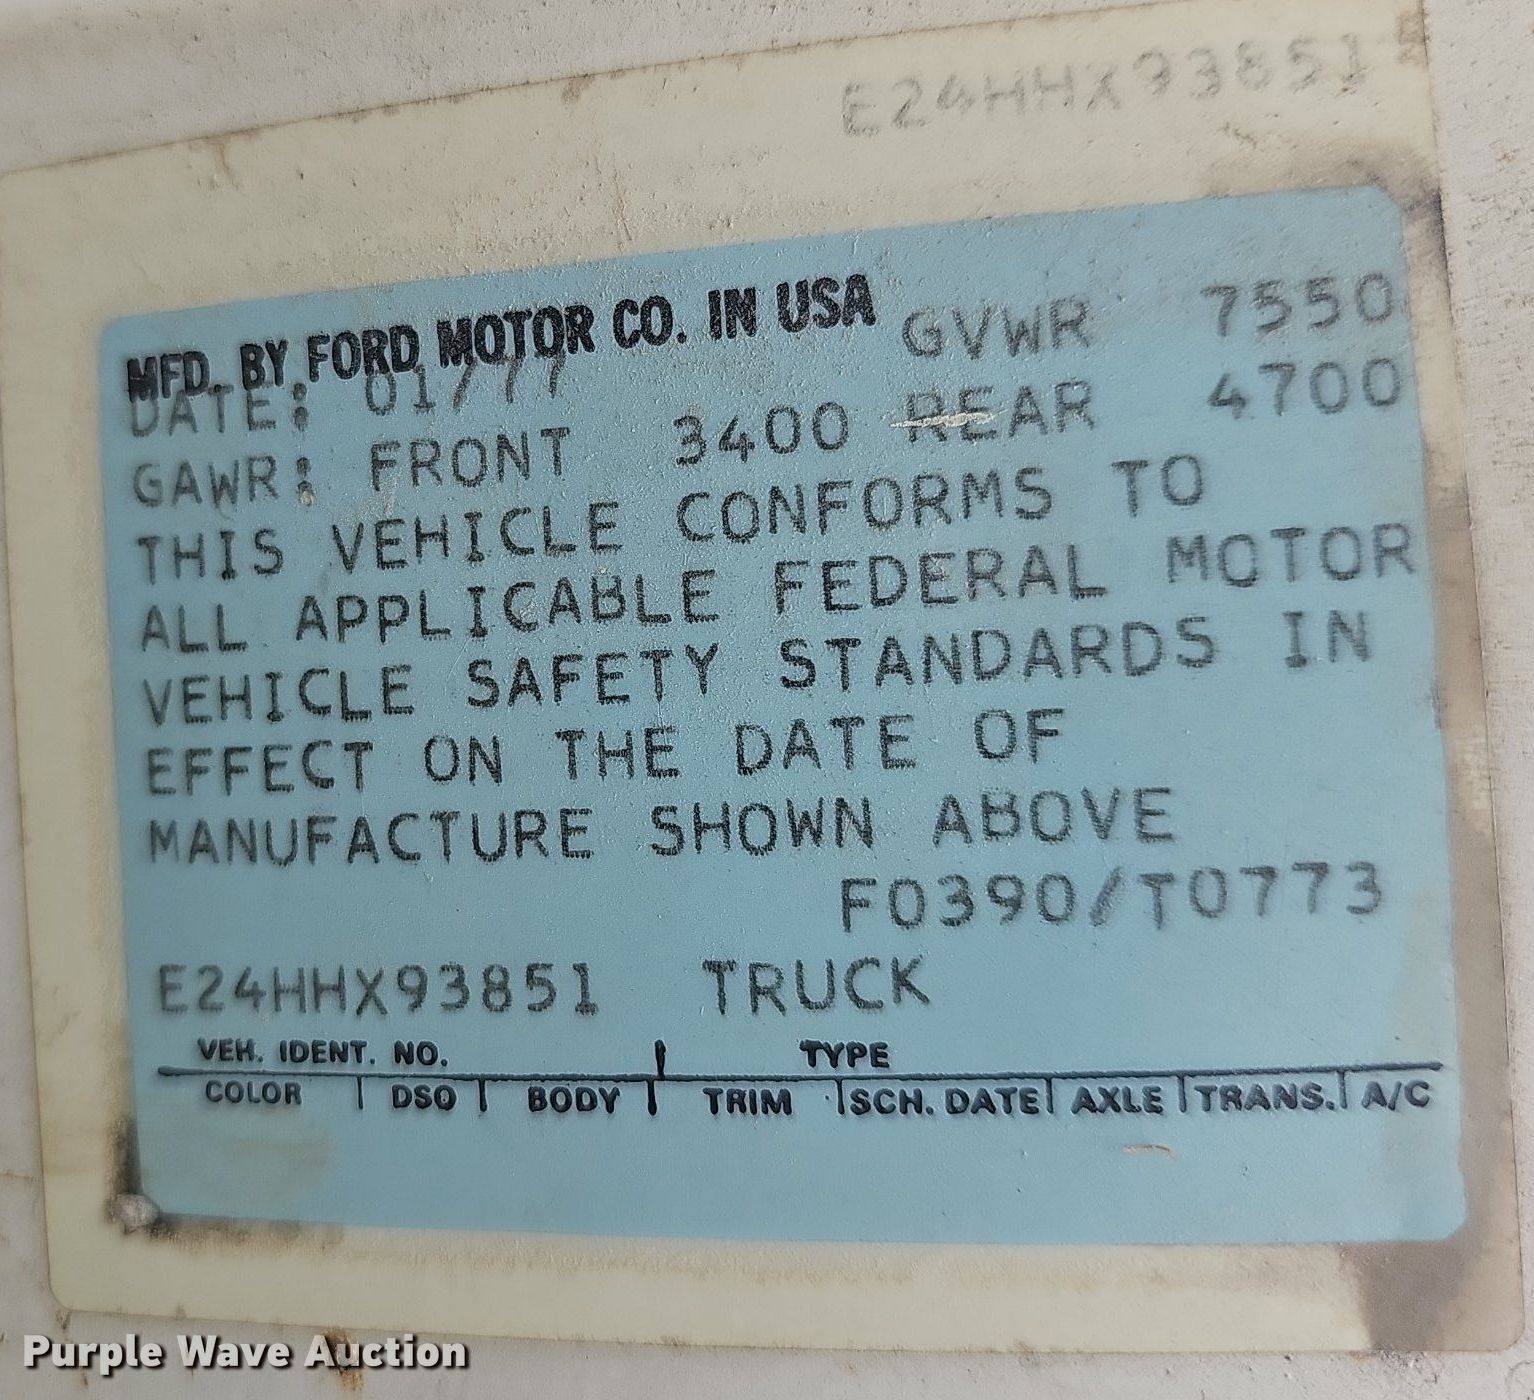 E24HHX93851
MFD. BY FORD MOTOR CO. IN USA GVWR 7550
DATE: 01/77
GAWR: FRONT 3400 REAR 4700
THIS VEHICLE CONFORMS TO
ALL APPLICABLE FEDERAL MOTOR
VEHICLE SAFETY STANDARDS IN
EFFECT ON THE DATE OF
MANUFACTURE SHOWN ABOVE
F0390/T0773
E24HHX93851 TRUCK
VEH. IDENT. NO. TYPE
COLOR DSO BODY TRIM SCH. DATE AXLE TRANS. A/C
Purple Wave Auction